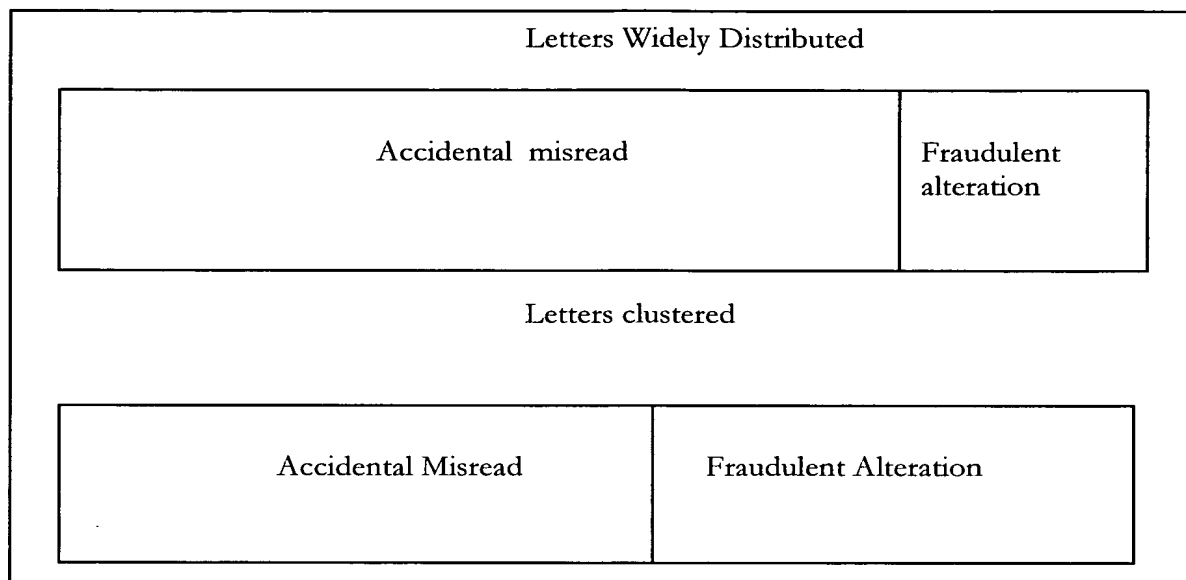 Letters Widely Distributed
Accidental misread
Fraudulent
alteration
Letters clustered
Accidental Misread
Fraudulent Alteration